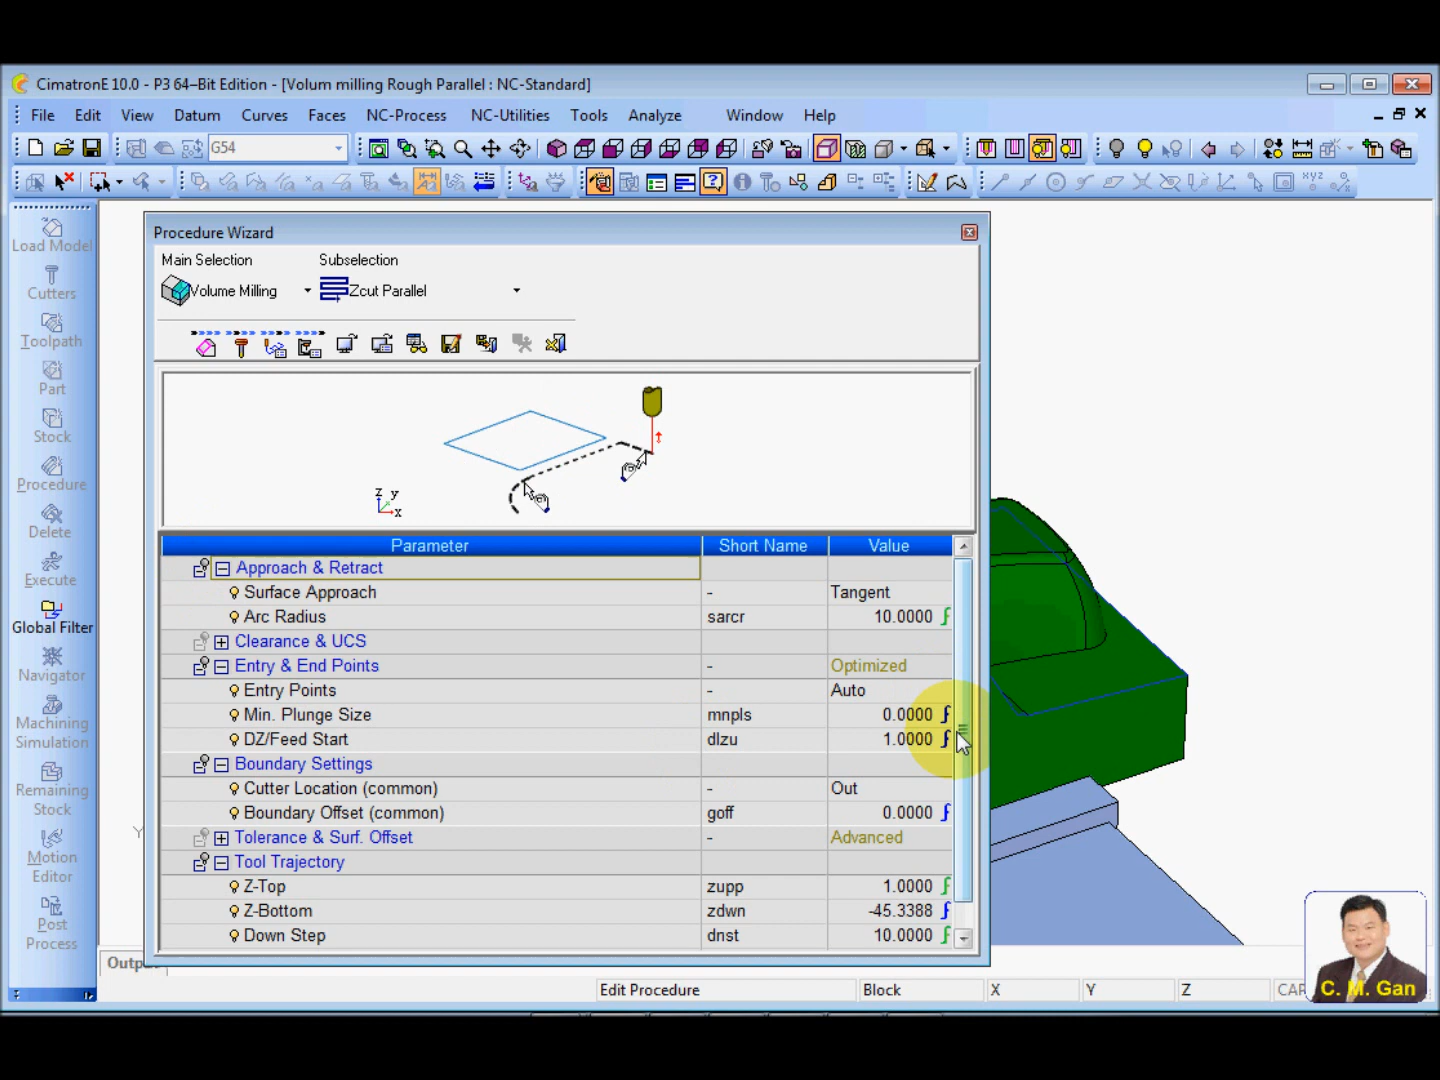 CimatronE 10.0 - P3 64-Bit Edition - [Volum milling Rough Parallel : NC-Standard]
File Edit View Datum Curves Faces NC-Process NC-Utilities Tools Analyze Window Help
G54
Load Model
Cutters
Toolpath
Part
Stock
Procedure
Delete
Execute
Global Filter
Navigator
Machining
Simulation
Remaining
Stock
Motion
Editor
Post
Process
Procedure Wizard
Main Selection Subselection
Volume Milling Zcut Parallel
z y
x
Parameter Short Name Value
Approach & Retract
Surface Approach - Tangent
Arc Radius sarcr 10.0000 f
Clearance & UCS
Entry & End Points - Optimized
Entry Points - Auto
Min. Plunge Size mnpls 0.0000 f
DZ/Feed Start dlzu 1.0000 f
Boundary Settings
Cutter Location (common) - Out
Boundary Offset (common) goff 0.0000 f
Tolerance & Surf. Offset - Advanced
Tool Trajectory
Z-Top zupp 1.0000 f
Z-Bottom zdwn -45.3388 f
Down Step dnst 10.0000 f
Y
Edit Procedure Block X Y Z
C. M. Gan